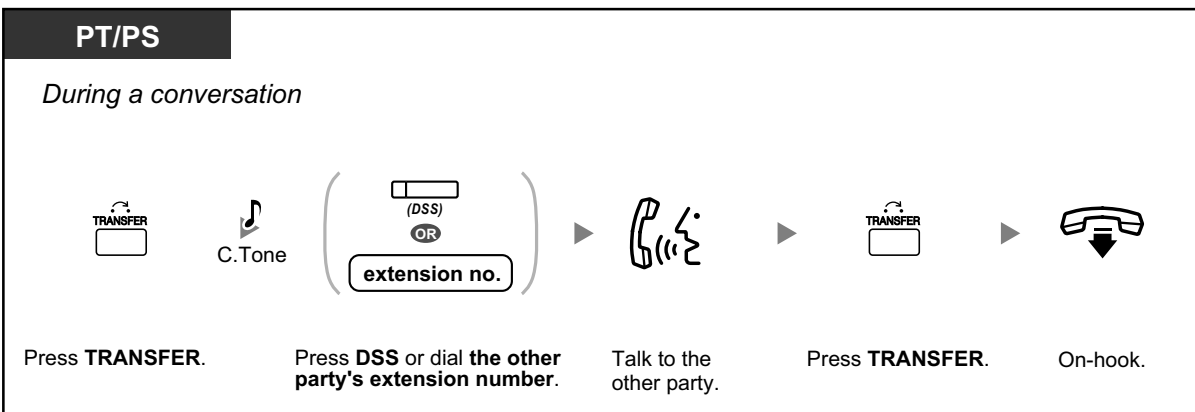 PT/PS
During a conversation
TRANSFER
C.Tone
(DSS)
OR
extension no.
TRANSFER
Press TRANSFER.
Press DSS or dial the other
party's extension number.
Talk to the
other party.
Press TRANSFER.
On-hook.